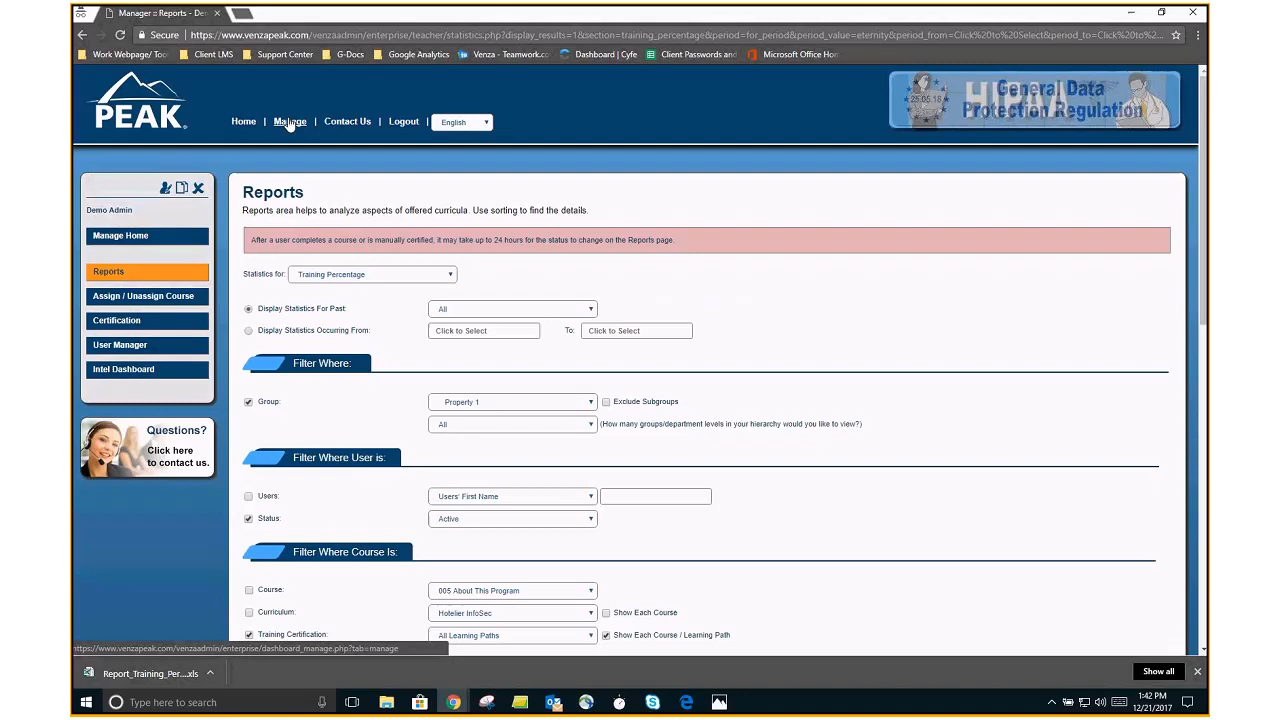 Manager :: Reports - De
Secure | https://www.venzapeak.com/venzaadmin/enterprise/teacher/statistics.php?display_results=1&section=training_percentage&period=for_period&period_value=eternity&period_from=Click%20to%20Select&period_to=Click%20to%2...
Work Webpage/ Too Client LMS Support Center G-Docs Google Analytics Venza - Teamwork.co Dashboard | Cyfe Client Passwords and Microsoft Office Hom
PEAK
Home | Manage | Contact Us | Logout | English
General Data
Protection Regulation
25.05.18
Demo Admin
Manage Home
Reports
Assign / Unassign Course
Certification
User Manager
Intel Dashboard
Questions?
Click here
to contact us.
Reports
Reports area helps to analyze aspects of offered curricula. Use sorting to find the details.
After a user completes a course or is manually certified, it may take up to 24 hours for the status to change on the Reports page.
Statistics for: Training Percentage
Display Statistics For Past: All
Display Statistics Occurring From: Click to Select To: Click to Select
Filter Where:
Group: Property 1 Exclude Subgroups
All (How many groups/department levels in your hierarchy would you like to view?)
Filter Where User is:
Users: Users' First Name
Status: Active
Filter Where Course Is:
Course: 005 About This Program
Curriculum: Hotelier InfoSec Show Each Course
Training Certification: All Learning Paths Show Each Course / Learning Path
https://www.venzapeak.com/venzaadmin/enterprise/dashboard_manage.php?tab=manage
Report_Training_Per....xls
Show all
Type here to search
1:42 PM
12/21/2017